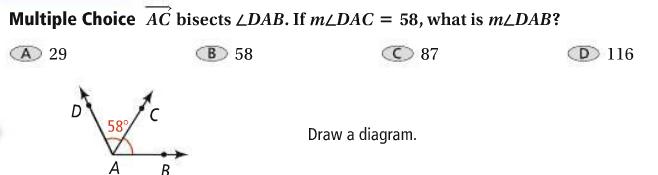 Multiple Choice AC bisects ∠DAB. If m∠DAC = 58, what is m∠DAB?
A 29 B 58 C 87 D 116
D
C
58°
Draw a diagram.
A B